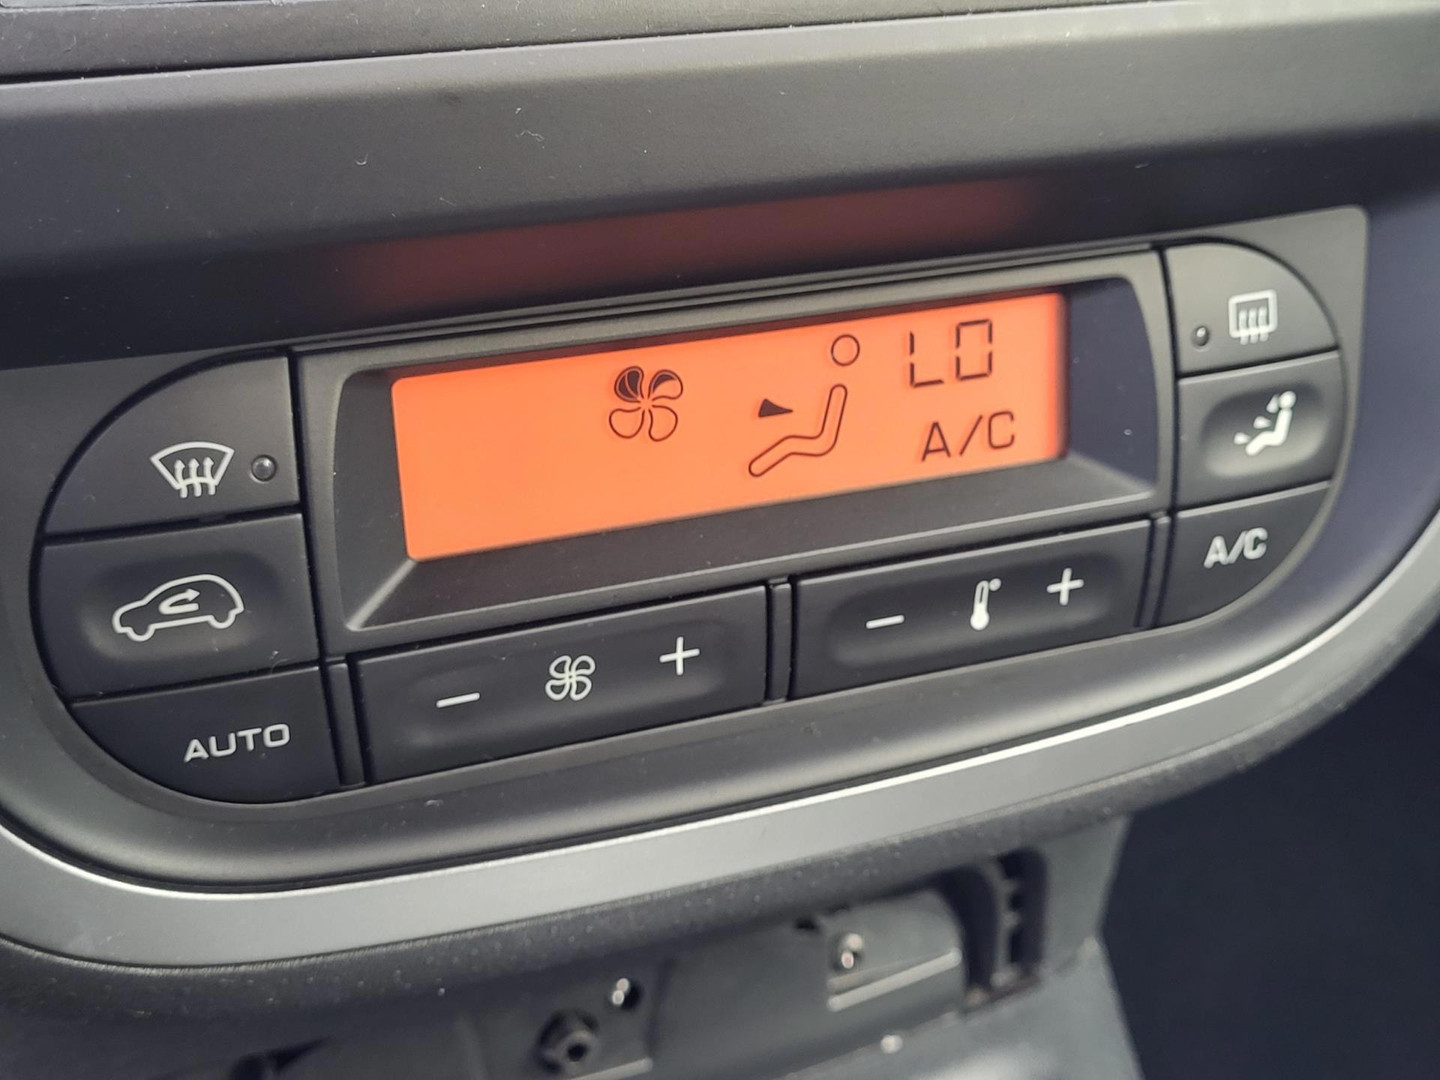 LO
A/C
A/C
- +
- +
AUTO